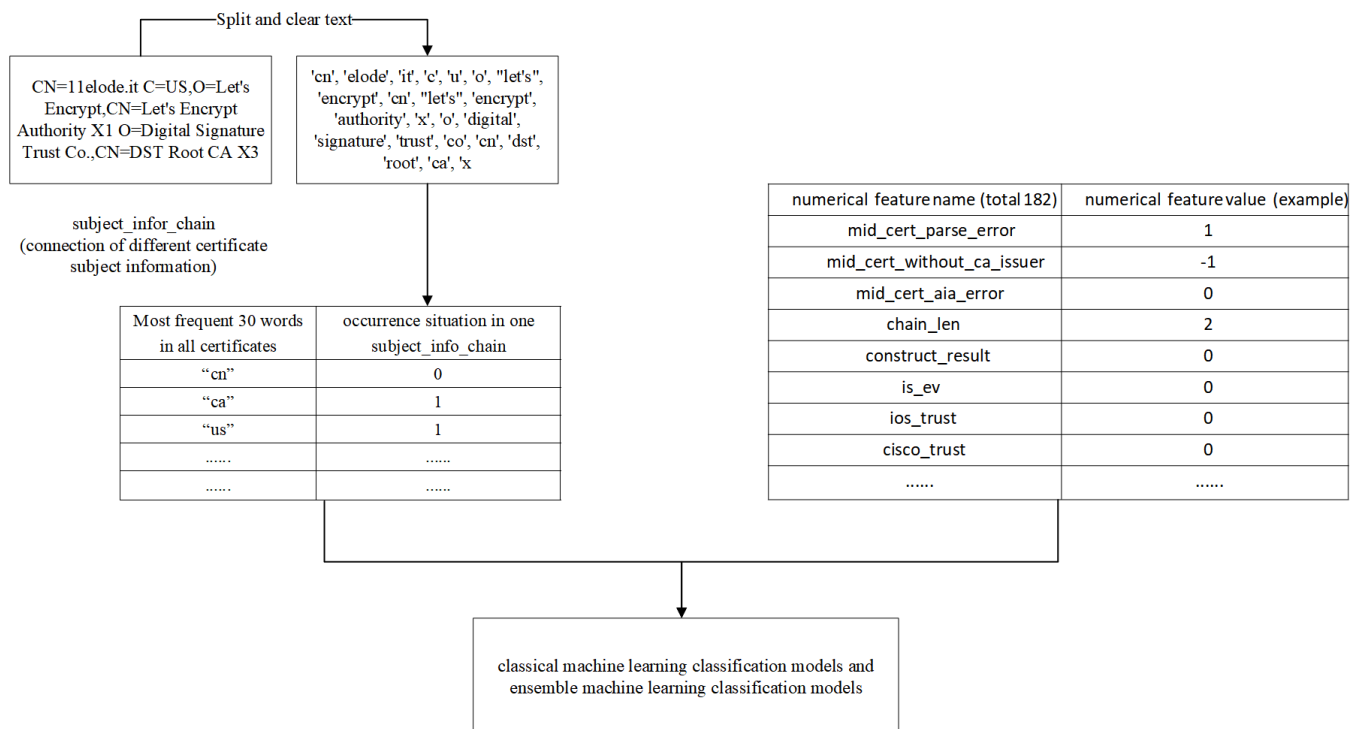 Split and clear text
CN=11elode.it C=US,O=Let's
Encrypt,CN=Let's Encrypt
Authority X1 O=Digital Signature
Trust Co.,CN=DST Root CA X3
'cn', 'elode', 'it', 'c', 'u', 'o', "let's",
'encrypt', 'cn', "let's", 'encrypt',
'authority', 'x', 'o', 'digital',
'signature', 'trust', 'co', 'cn', 'dst',
'root', 'ca', 'x
subject_infor_chain
(connection of different certificate
subject information)
Most frequent 30 words
in all certificates
occurrence situation in one
subject_info_chain
“cn” 0
“ca” 1
“us” 1
...... ......
...... ......
numerical feature name (total 182) numerical feature value (example)
mid_cert_parse_error 1
mid_cert_without_ca_issuer -1
mid_cert_aia_error 0
chain_len 2
construct_result 0
is_ev 0
ios_trust 0
cisco_trust 0
...... ......
classical machine learning classification models and
ensemble machine learning classification models